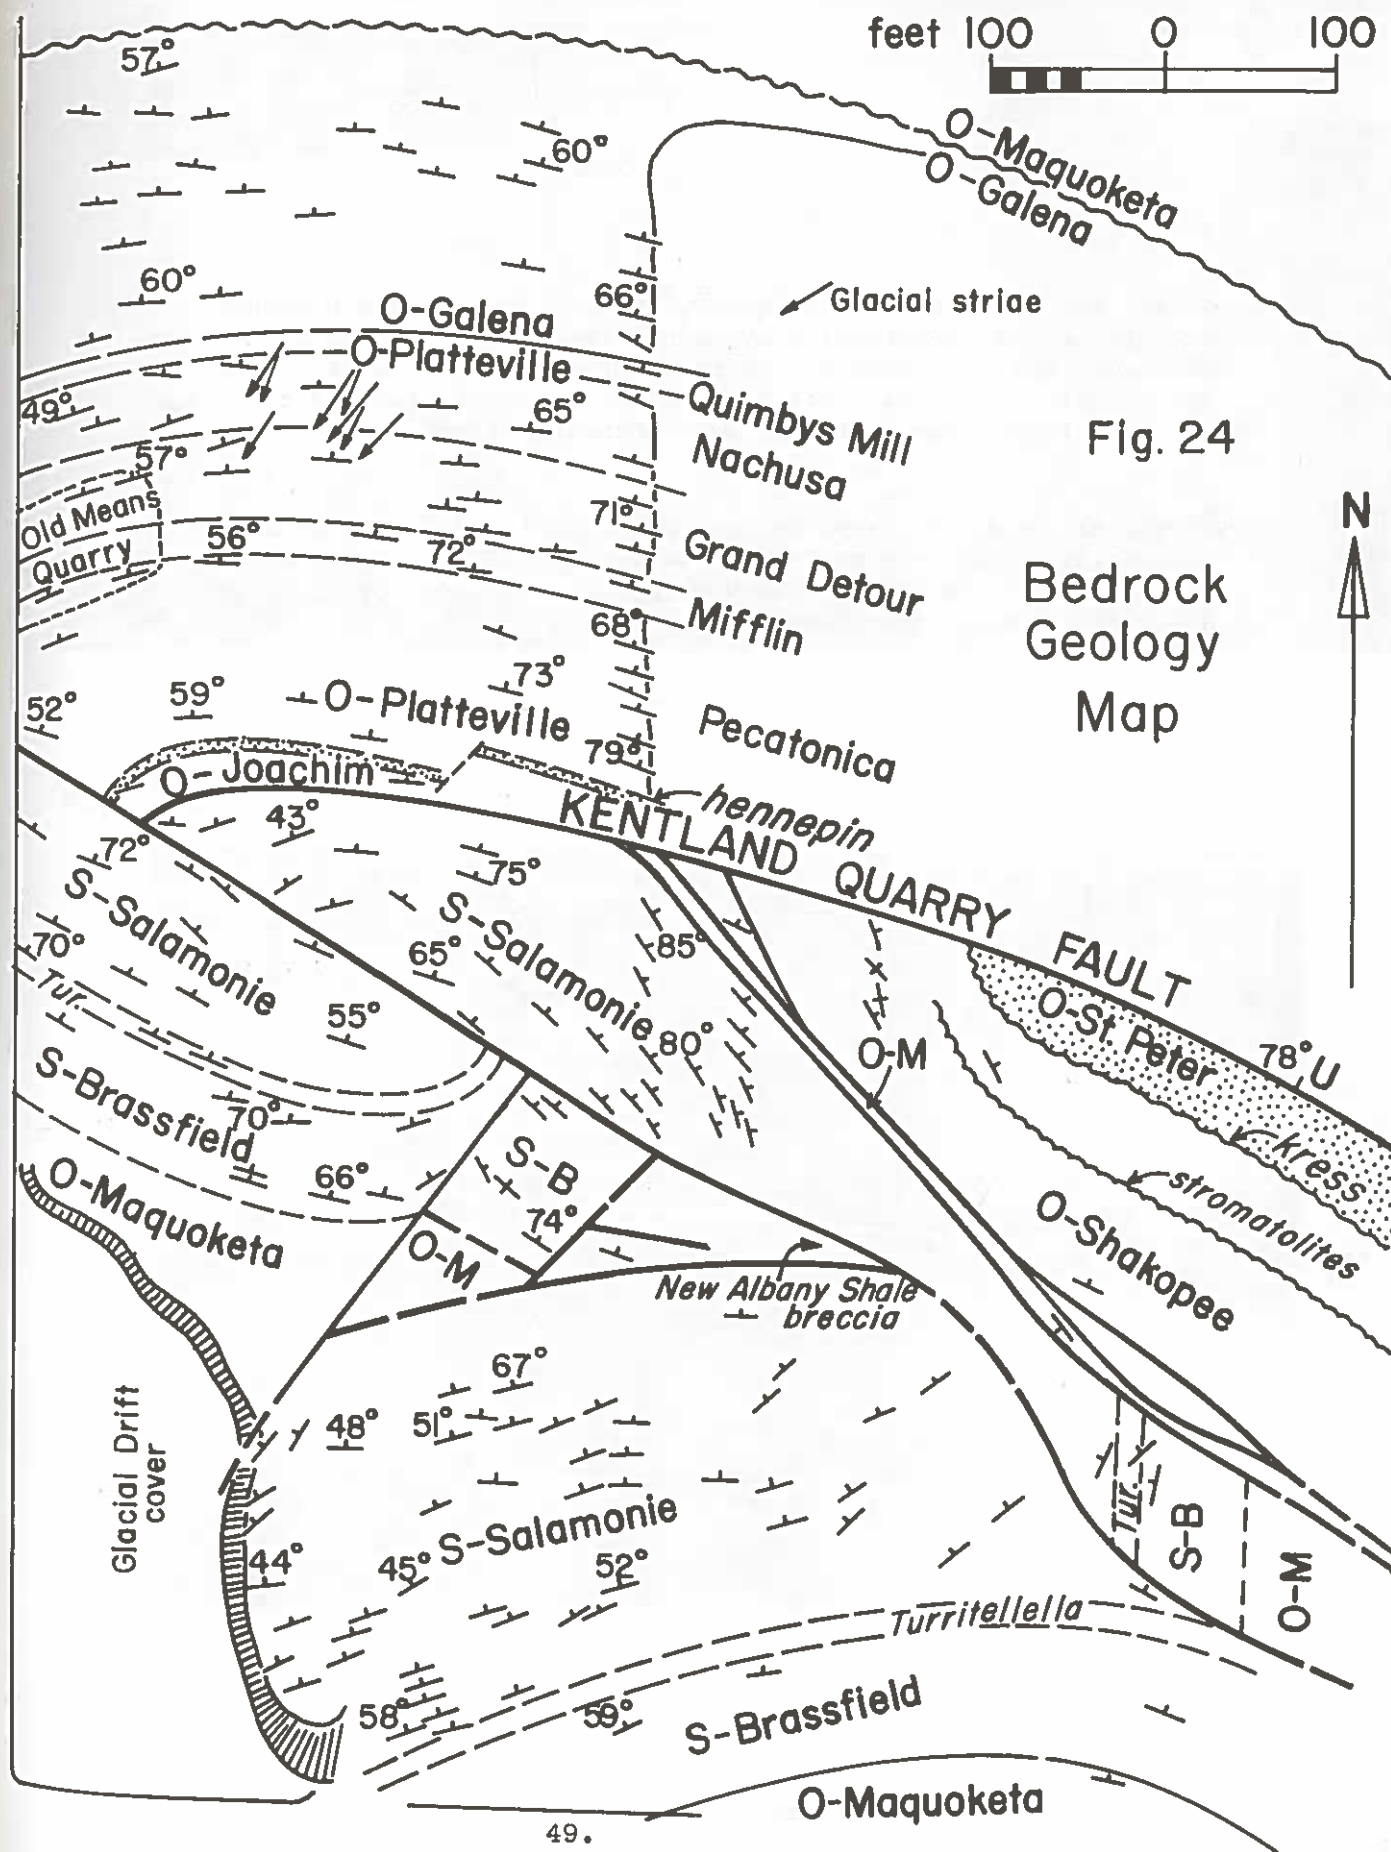 feet 100 0 100
57°
60°
O-Maquoketa
O-Galena
60°
66°
Glacial striae
O-Galena
O-Platteville
49°
65°
Quimbys Mill
Nachusa
Fig. 24
57°
Old Means
Quarry
56°
72°
71°
Grand Detour
Mifflin
N
Bedrock
Geology
Map
68°
73°
52°
59°
O-Platteville
79°
Pecatonica
O-Joachim
hennepin
KENTLAND QUARRY FAULT
43°
72°
75°
S-Salamonie
S-Salamonie
70°
65°
85°
Tur.
55°
80°
O-M
O-St. Peter
78° U
S-Brassfield
70°
kress
66°
S-B
74°
stromatolites
O-Maquoketa
O-M
O-Shakopee
New Albany Shale
breccia
67°
48°
51°
Glacial Drift
cover
S-Salamonie
Tur.
S-B
O-M
44°
45°
52°
Turritellella
58°
59°
S-Brassfield
O-Maquoketa
49.